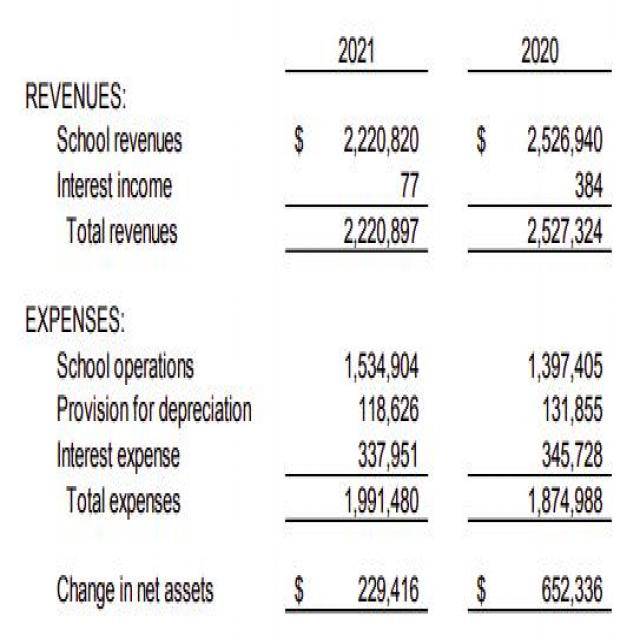 2021 2020
REVENUES:
School revenues $ 2,220,820 $ 2,526,940
Interest income 77 384
Total revenues 2,220,897 2,527,324
EXPENSES:
School operations 1,534,904 1,397,405
Provision for depreciation 118,626 131,855
Interest expense 337,951 345,728
Total expenses 1,991,480 1,874,988
Change in net assets $ 229,416 $ 652,336